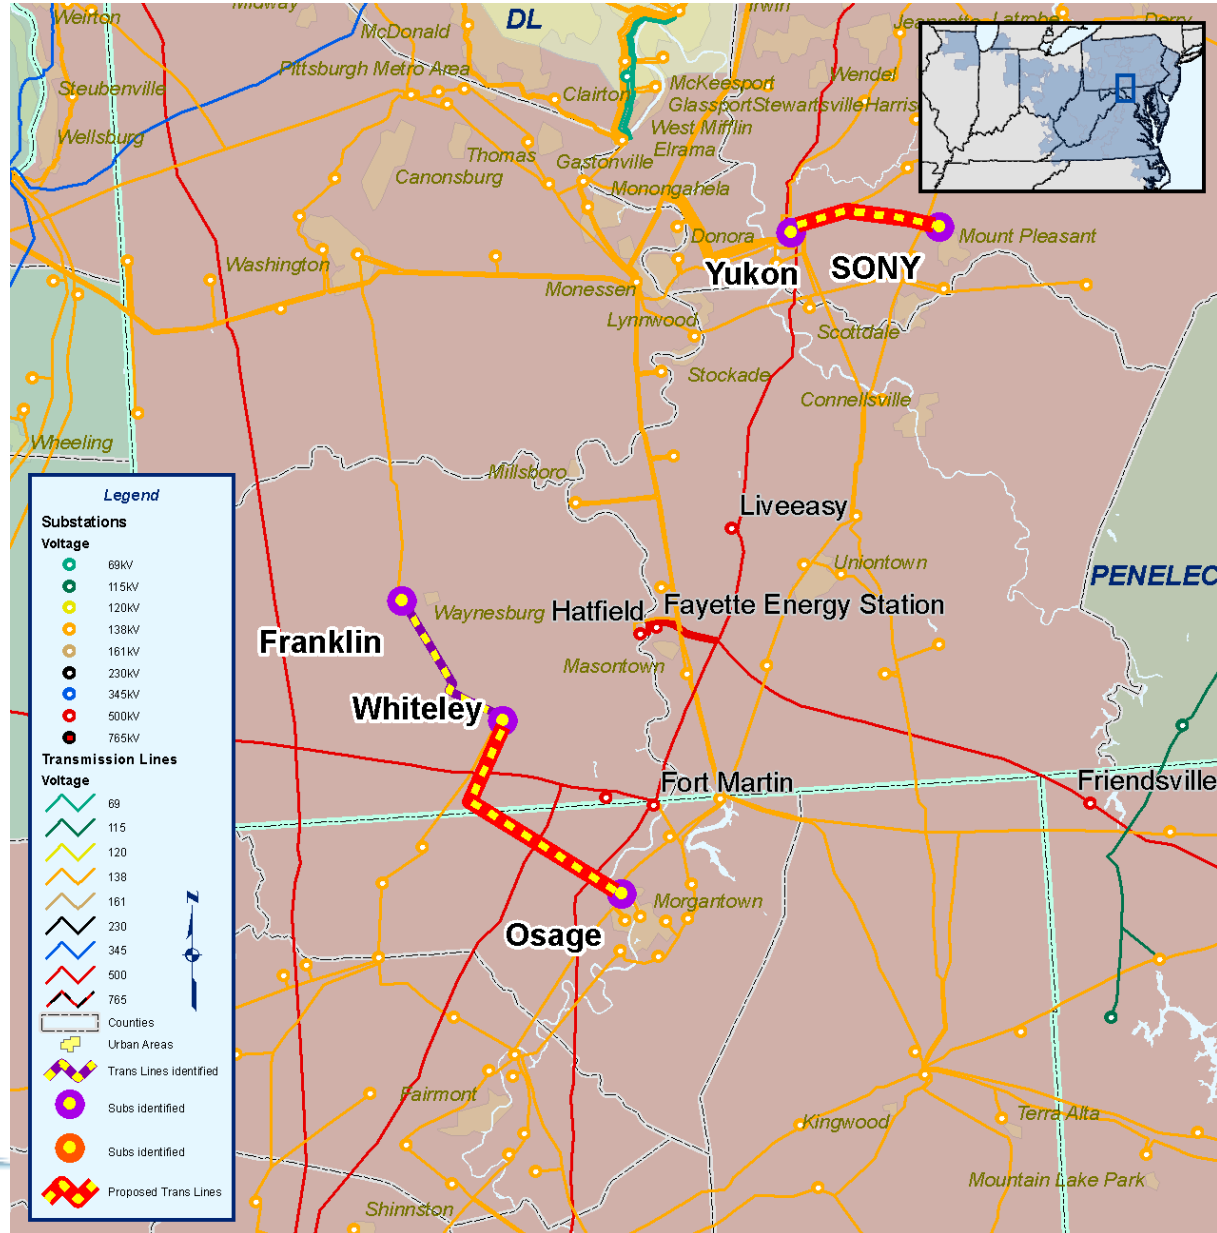 Weirton
Midway
DL
Irwin
McDonald
Jeannette
Latrobe
Derry
Pittsburgh Metro Area
Steubenville
Clairton
McKeesport
Wendel
Glassport
Stewartsville
Harris
Wellsburg
West Mifflin
Thomas
Gastonville
Elrama
Canonsburg
Monongahela
Donora
Mount Pleasant
Washington
Yukon
SONY
Monessen
Lynnwood
Scottdale
Stockade
Connellsville
Wheeling
Millsboro
Liveeasy
Uniontown
PENELEC
Waynesburg
Hatfield
Fayette Energy Station
Franklin
Masontown
Whiteley
Fort Martin
Friendsville
Morgantown
Osage
Fairmont
Kingwood
Terra Alta
Mountain Lake Park
Shinnston
Legend
Substations
Voltage
69kV
115kV
120kV
138kV
161kV
230kV
345kV
500kV
765kV
Transmission Lines
Voltage
69
115
120
138
161
230
345
500
765
Counties
Urban Areas
Trans Lines identified
Subs identified
Subs identified
Proposed Trans Lines
N